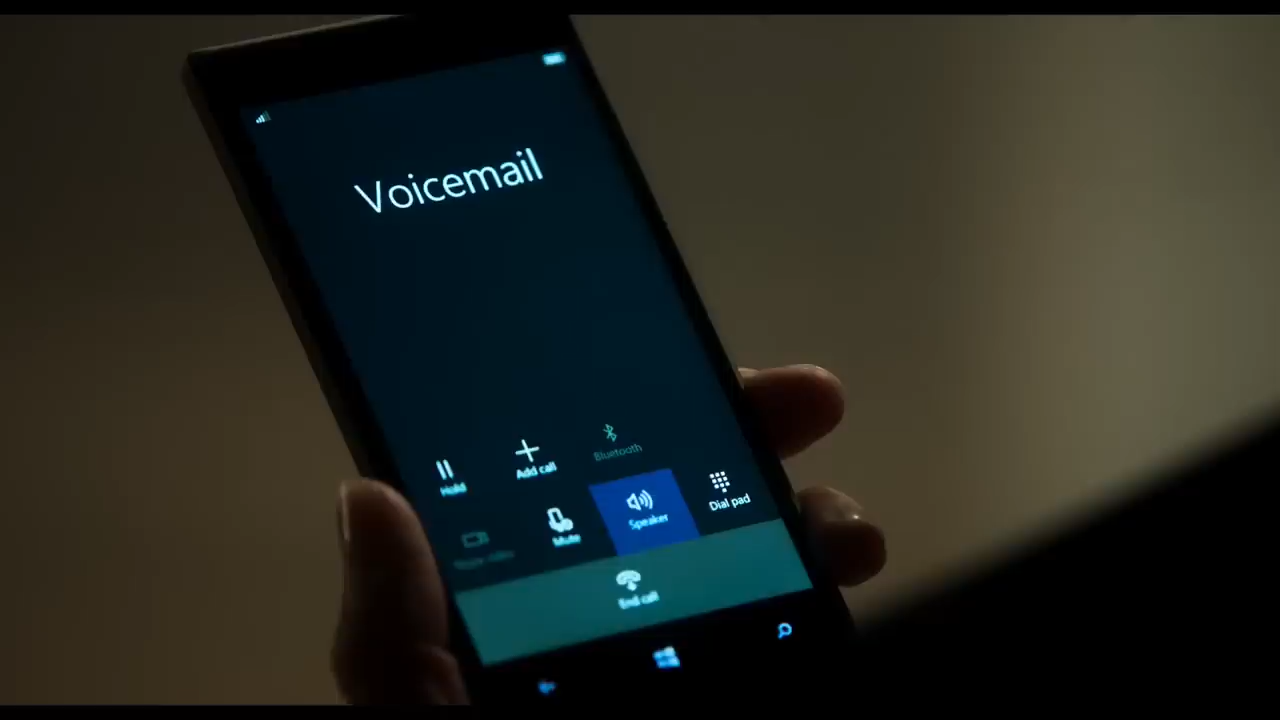 Voicemail
Hold
Add call
Bluetooth
Mute
Speaker
Dial pad
End call